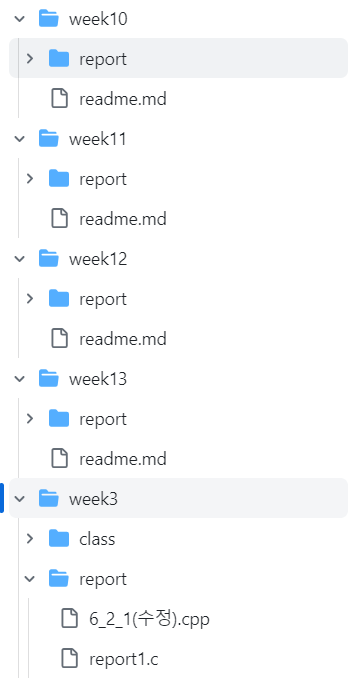 week10
report
readme.md
week11
report
readme.md
week12
report
readme.md
week13
report
readme.md
week3
class
report
6_2_1(수정).cpp
report1.c